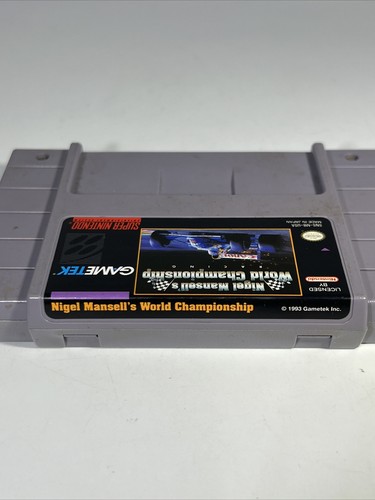 Nigel Mansell's World Championship
© 1993 Gametek Inc.
GAMETEK
SUPER NINTENDO
Nigel Mansell's
World Championship
RACING
LICENSED
BY
Nintendo
MADE IN JAPAN